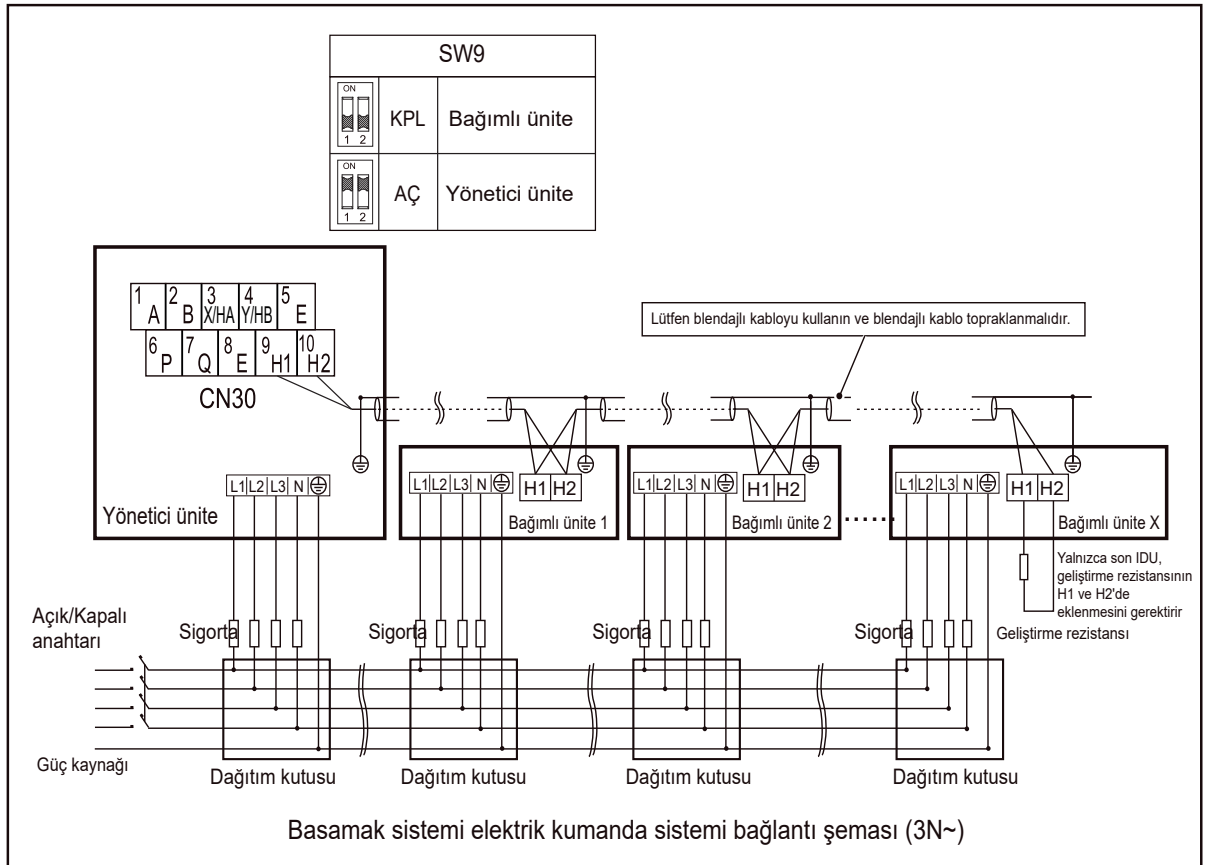 SW9
ON
1 2
KPL
Bağımlı ünite
ON
1 2
AÇ
Yönetici ünite
1 A
2 B
3 X/HA
4 Y/HB
5 E
6 P
7 Q
8 E
9 H1
10 H2
CN30
Lütfen blendajlı kabloyu kullanın ve blendajlı kablo topraklanmalıdır.
L1 L2 L3 N
Yönetici ünite
L1 L2 L3 N
H1 H2
Bağımlı ünite 1
L1 L2 L3 N
H1 H2
Bağımlı ünite 2
L1 L2 L3 N
H1 H2
Bağımlı ünite X
Yalnızca son IDU,
geliştirme rezistansının
H1 ve H2'de
eklenmesini gerektirir
Geliştirme rezistansı
Açık/Kapalı
anahtarı
Sigorta
Sigorta
Sigorta
Sigorta
Güç kaynağı
Dağıtım kutusu
Dağıtım kutusu
Dağıtım kutusu
Dağıtım kutusu
Basamak sistemi elektrik kumanda sistemi bağlantı şeması (3N~)